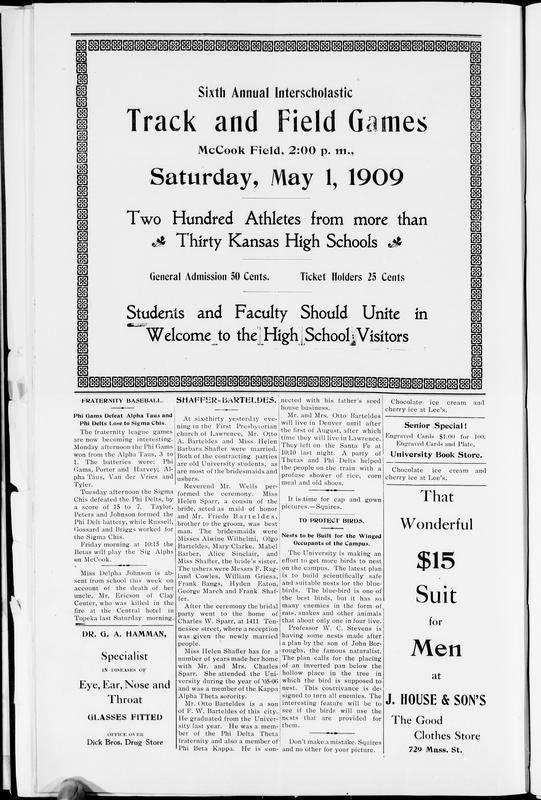 Sixth Annual Interscholastic
Track and Field Games
McCook Field, 2:00 p. m.,
Saturday, May 1, 1909
Two Hundred Athletes from more than
Thirty Kansas High Schools
General Admission 50 Cents. Ticket Holders 25 Cents
Students and Faculty Should Unite in
Welcome to the High School Visitors
FRATERNITY BASEBALL.
Phi Gams Defeat Alpha Taus and
Phi Delts Lose to Sigma Chis.
The fraternity league games
are now becoming interesting.
Monday afternoon the Phi Gams
won from the Alpha Taus, 3 to
1. The batteries were: Phi
Gams, Porter and Harvey; Al-
pha Taus, Van der Vries and
Tyler.
Tuesday afternoon the Sigma
Chis defeated the Phi Delts, by
a score of 15 to 7. Taylor,
Peters and Johnson formed the
Phi Delt battery, while Russell,
Gossard and Briggs worked for
the Sigma Chis.
Friday morning at 10:15 the
Betas will play the Sig Alphs
on McCook.
Miss Delpha Johnson is ab-
sent from school this week on
account of the death of her
uncle, Mr. Ericson of Clay
Center, who was killed in the
fire at the Central hotel in
Topeka last Saturday morning.
DR. G. A. HAMMAN,
Specialist
IN DISEASES OF
Eye, Ear, Nose and
Throat
GLASSES FITTED
OFFICE OVER
Dick Bros. Drug Store
SHAFFER-BARTELDES.
At six-thirty yesterday eve-
ning in the First Presbyterian
church of Lawrence, Mr. Otto
A. Barteldes and Miss Helen
Barbara Shaffer were married.
Both of the contracting parties
are old University students, as
are most of the bridesmaids and
ushers.
Reverend Mr. Wells per-
formed the ceremony. Miss
Helen Sparr, a cousin of the
bride, acted as maid of honor
and Mr. Friedo Barteldes,
brother to the groom, was best
man. The bridesmaids were
Misses Alwine Wilhelmi, Olgo
Barteldes, Mary Clarke, Mabel
Barber, Alice Sinclair, and
Miss Shaffer, the bride's sister.
The ushers were Messrs F. Rag-
land Cowles, William Griesa,
Frank Bangs, Hyden Eaton,
George March and Frank Shaf-
fer.
After the ceremony the bridal
party went to the home of
Charles W. Sparr, at 1411 Ten-
nessee street, where a reception
was given the newly married
people.
Miss Helen Shaffer has for a
number of years made her home
with Mr. and Mrs. Charles
Sparr. She attended the Uni-
versity during the year of '05-06
and was a member of the Kappa
Alpha Theta sorority.
Mr. Otto Barteldes is a son
of F. W. Barteldes of this city.
He graduated from the Univer-
sity last year. He was a mem-
ber of the Phi Delta Theta
fraternity and also a member of
Phi Beta Kappa. He is con-
nected with his father's seed
house business.
Mr. and Mrs. Otto Barteldes
will live in Denver until after
the first of August, after which
time they will live in Lawrence.
They left on the Santa Fe at
10:10 last night. A party of
Thetas and Phi Delts helped
the people on the train with a
profuse shower of rice, corn
meal and old shoes.
It is time for cap and gown
pictures.—Squires.
TO PROTECT BIRDS.
Nests to be Built for the Winged
Occupants of the Campus.
The University is making an
effort to get more birds to nest
on the campus. The latest plan
is to build scientifically safe
and suitable nests for the blue-
birds. The blue-bird is one of
the best birds, but it has so
many enemies in the form of
rats, snakes and other animals
that about only one in four live.
Professor W. C. Stevens is
having some nests made after
a plan by the son of John Bor-
roughs, the famous naturalist.
The plan calls for the placing
of an inverted pan below the
hollow place in the tree in
which the bird is supposed to
nest. This contrivance is de-
signed to turn all enemies. The
interesting feature will be to
see if the birds will use the
nests that are provided for
them.
Don't make a mistake. Squires
and no other for your picture.
Chocolate ice cream and
cherry ice at Lee's.
Senior Special!
Engraved Cards $1.00 for 100,
Engraved Cards and Plate.
University Book Store.
Chocolate ice cream and
cherry ice at Lee's.
That
Wonderful
$15
Suit
for
Men
at
J. HOUSE & SON'S
The Good
Clothes Store
729 Mass. St.